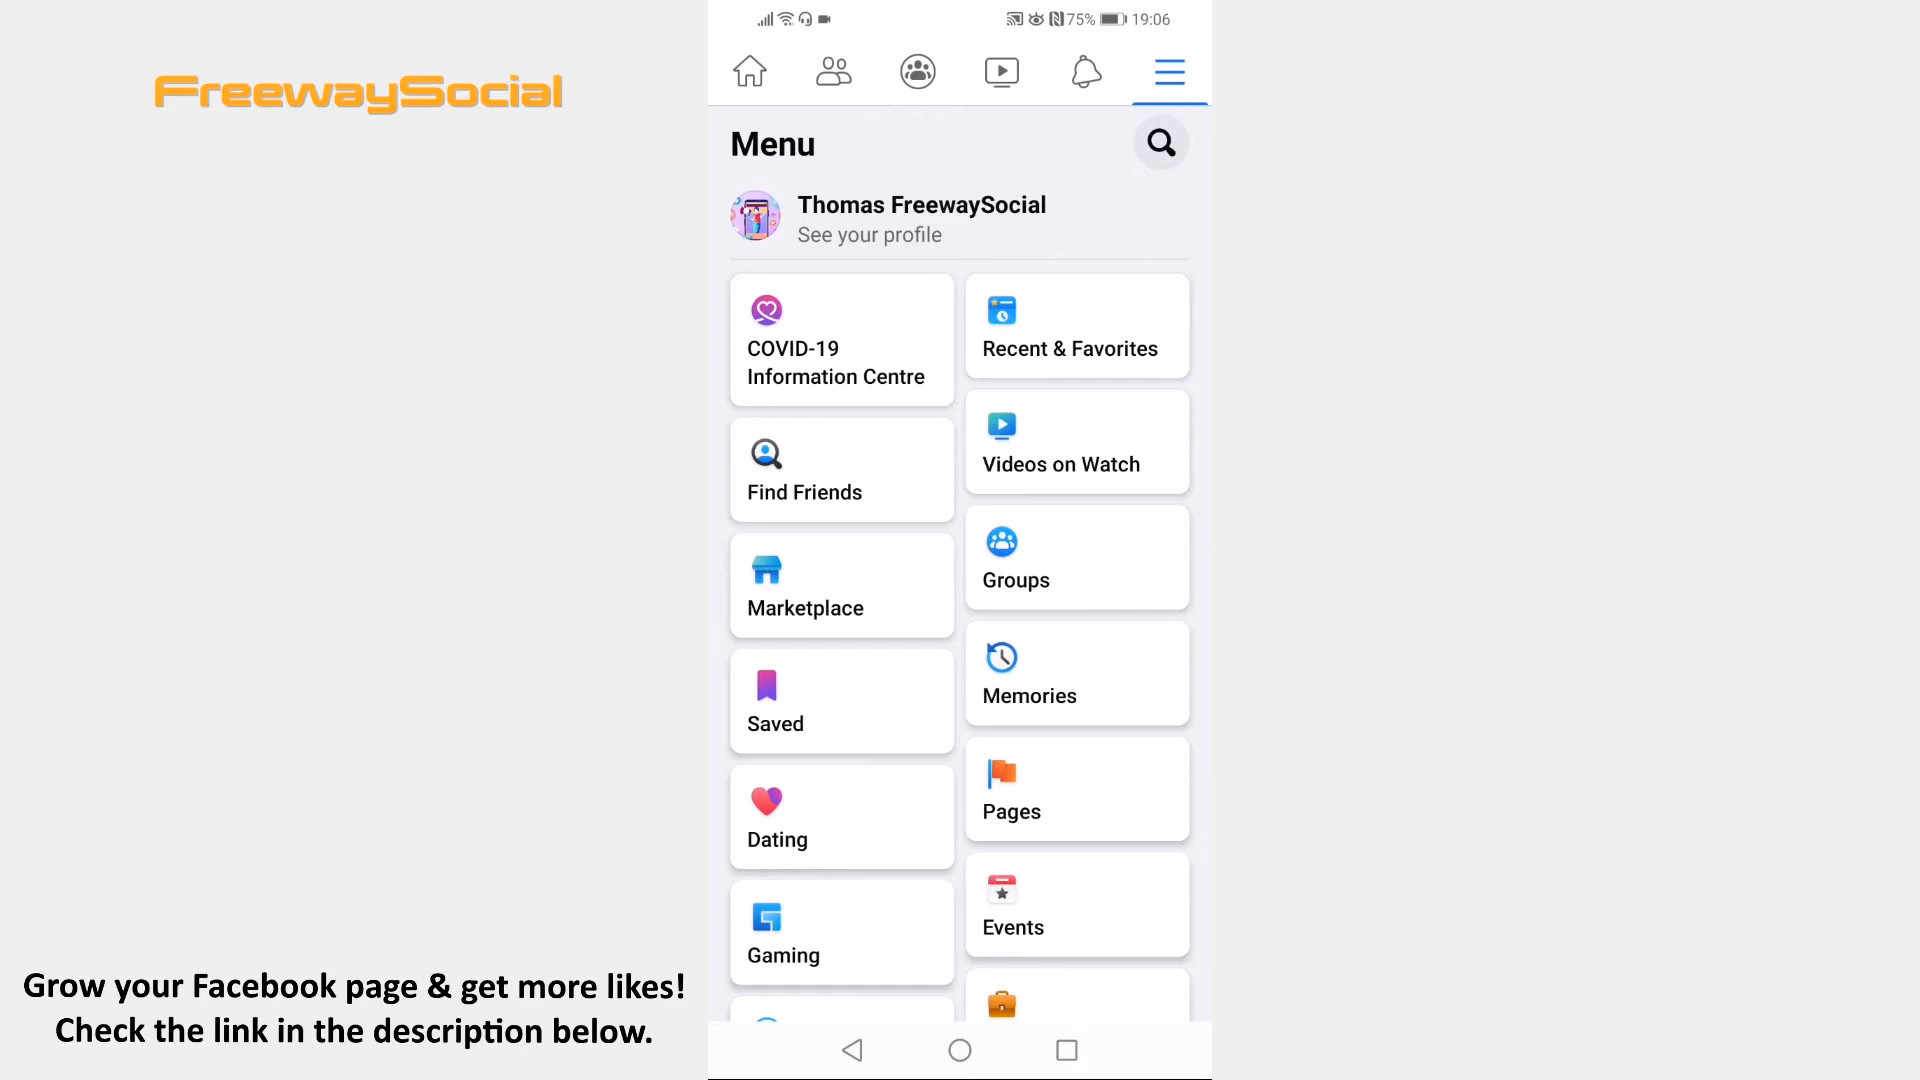 FreewaySocial
75% 19:06
Menu
Thomas FreewaySocial
See your profile
COVID-19
Information Centre
Recent & Favorites
Find Friends
Videos on Watch
Marketplace
Groups
Saved
Memories
Dating
Pages
Gaming
Events
Grow your Facebook page & get more likes!
Check the link in the description below.